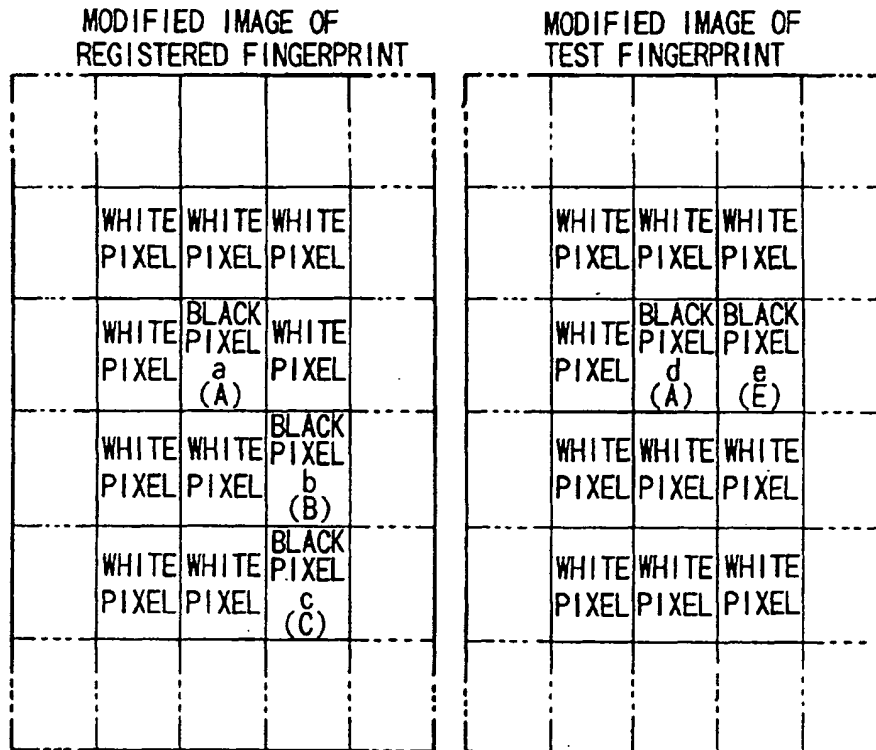 MODIFIED IMAGE OF
REGISTERED FINGERPRINT
WHITE WHITE WHITE
PIXEL PIXEL PIXEL
WHITE
PIXEL
BLACK
PIXEL
a
(A)
WHITE
PIXEL
WHITE WHITE
PIXEL PIXEL
BLACK
PIXEL
b
(B)
WHITE WHITE
PIXEL PIXEL
BLACK
PIXEL
c
(C)
MODIFIED IMAGE OF
TEST FINGERPRINT
WHITE WHITE WHITE
PIXEL PIXEL PIXEL
WHITE
PIXEL
BLACK
PIXEL
d
(A)
BLACK
PIXEL
e
(E)
WHITE WHITE WHITE
PIXEL PIXEL PIXEL
WHITE WHITE WHITE
PIXEL PIXEL PIXEL